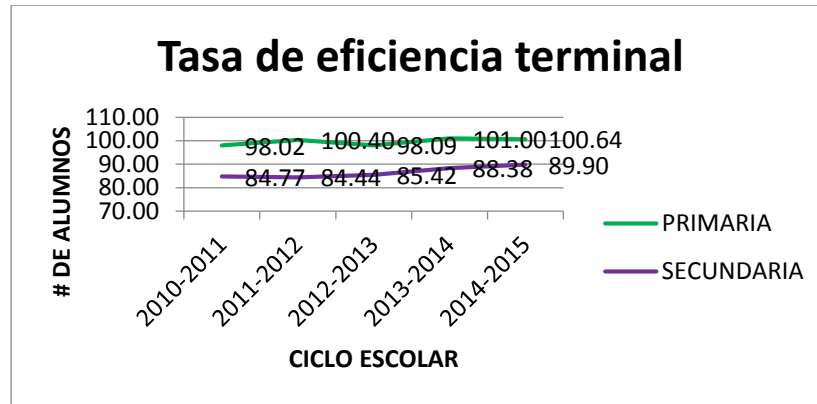 Tasa de eficiencia terminal
# DE ALUMNOS
110.00
100.00
90.00
80.00
70.00
98.02 100.40 98.09 101.00 100.64
84.77 84.44 85.42 88.38 89.90
2010-2011
2011-2012
2012-2013
2013-2014
2014-2015
CICLO ESCOLAR
PRIMARIA
SECUNDARIA